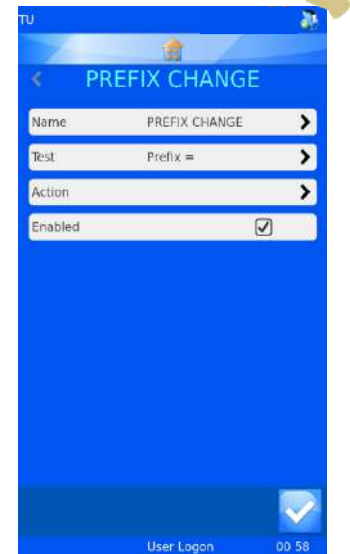 TU
PREFIX CHANGE
Name PREFIX CHANGE
Test Prefix =
Action
Enabled
User Logon 00 58